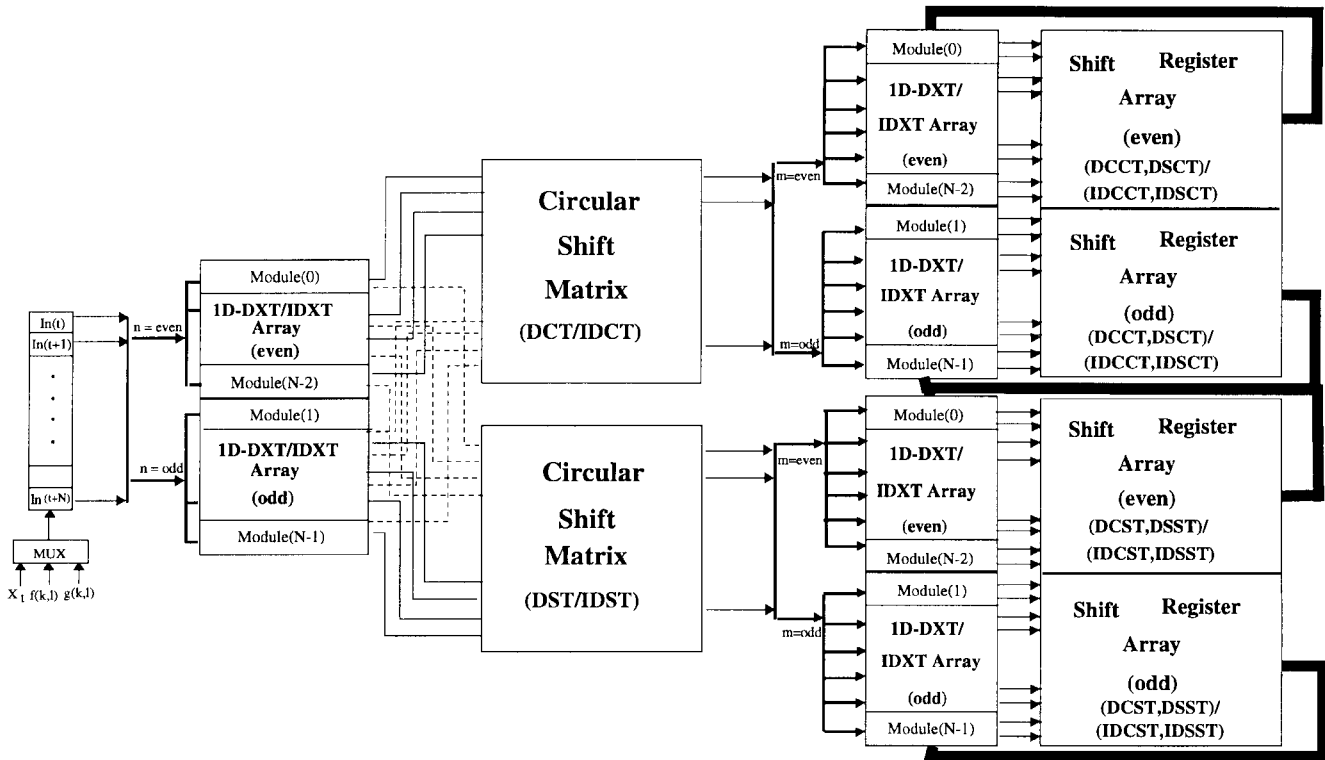 In(t)
In(t+1)
In (t+N)
MUX
X t f(k,l) g(k,l)
n = even
n = odd
Module(0)
1D-DXT/IDXT
Array
(even)
Module(N-2)
Module(1)
1D-DXT/IDXT
Array
(odd)
Module(N-1)
Circular
Shift
Matrix
(DCT/IDCT)
Circular
Shift
Matrix
(DST/IDST)
m=even
m=odd
m=even
m=odd
Module(0)
1D-DXT/
IDXT Array
(even)
Module(N-2)
Module(1)
1D-DXT/
IDXT Array
(odd)
Module(N-1)
Module(0)
1D-DXT/
IDXT Array
(even)
Module(N-2)
Module(1)
1D-DXT/
IDXT Array
(odd)
Module(N-1)
Shift Register
Array
(even)
(DCCT,DSCT)/
(IDCCT,IDSCT)
Shift Register
Array
(odd)
(DCCT,DSCT)/
(IDCCT,IDSCT)
Shift Register
Array
(even)
(DCST,DSST)/
(IDCST,IDSST)
Shift Register
Array
(odd)
(DCST,DSST)/
(IDCST,IDSST)